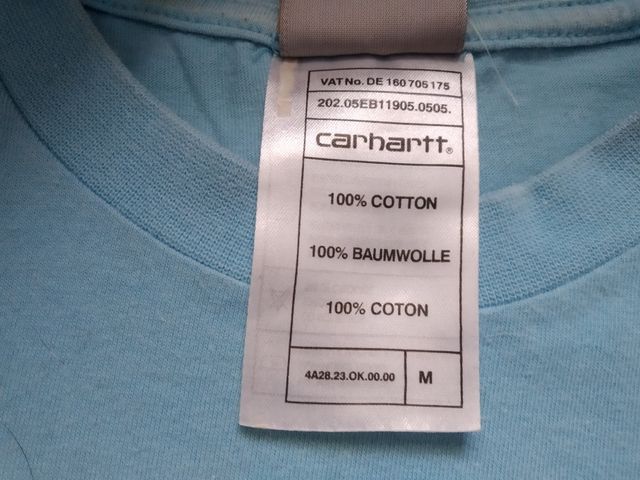 VAT No. DE 160 705 175
202.05EB11905.0505.
carhartt®
100% COTTON
100% BAUMWOLLE
100% COTON
4A28.23.OK.00.00 M